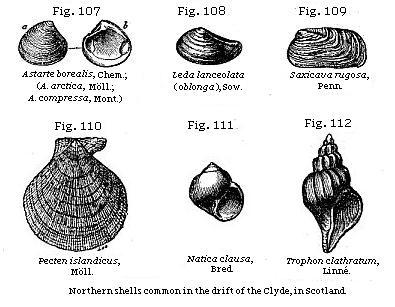 Fig. 107
Fig. 108
Fig. 109
a
b
Astarte borealis, Chem.;
(A. arctica, Möll.;
A. compressa, Mont.)
Leda lanceolata
(oblonga), Sow.
Saxicava rugosa,
Penn.
Fig. 110
Fig. 111
Fig. 112
Pecten islandicus,
Möll.
Natica clausa,
Bred.
Trophon clathratum,
Linné.
Northern shells common in the drift of the Clyde, in Scotland